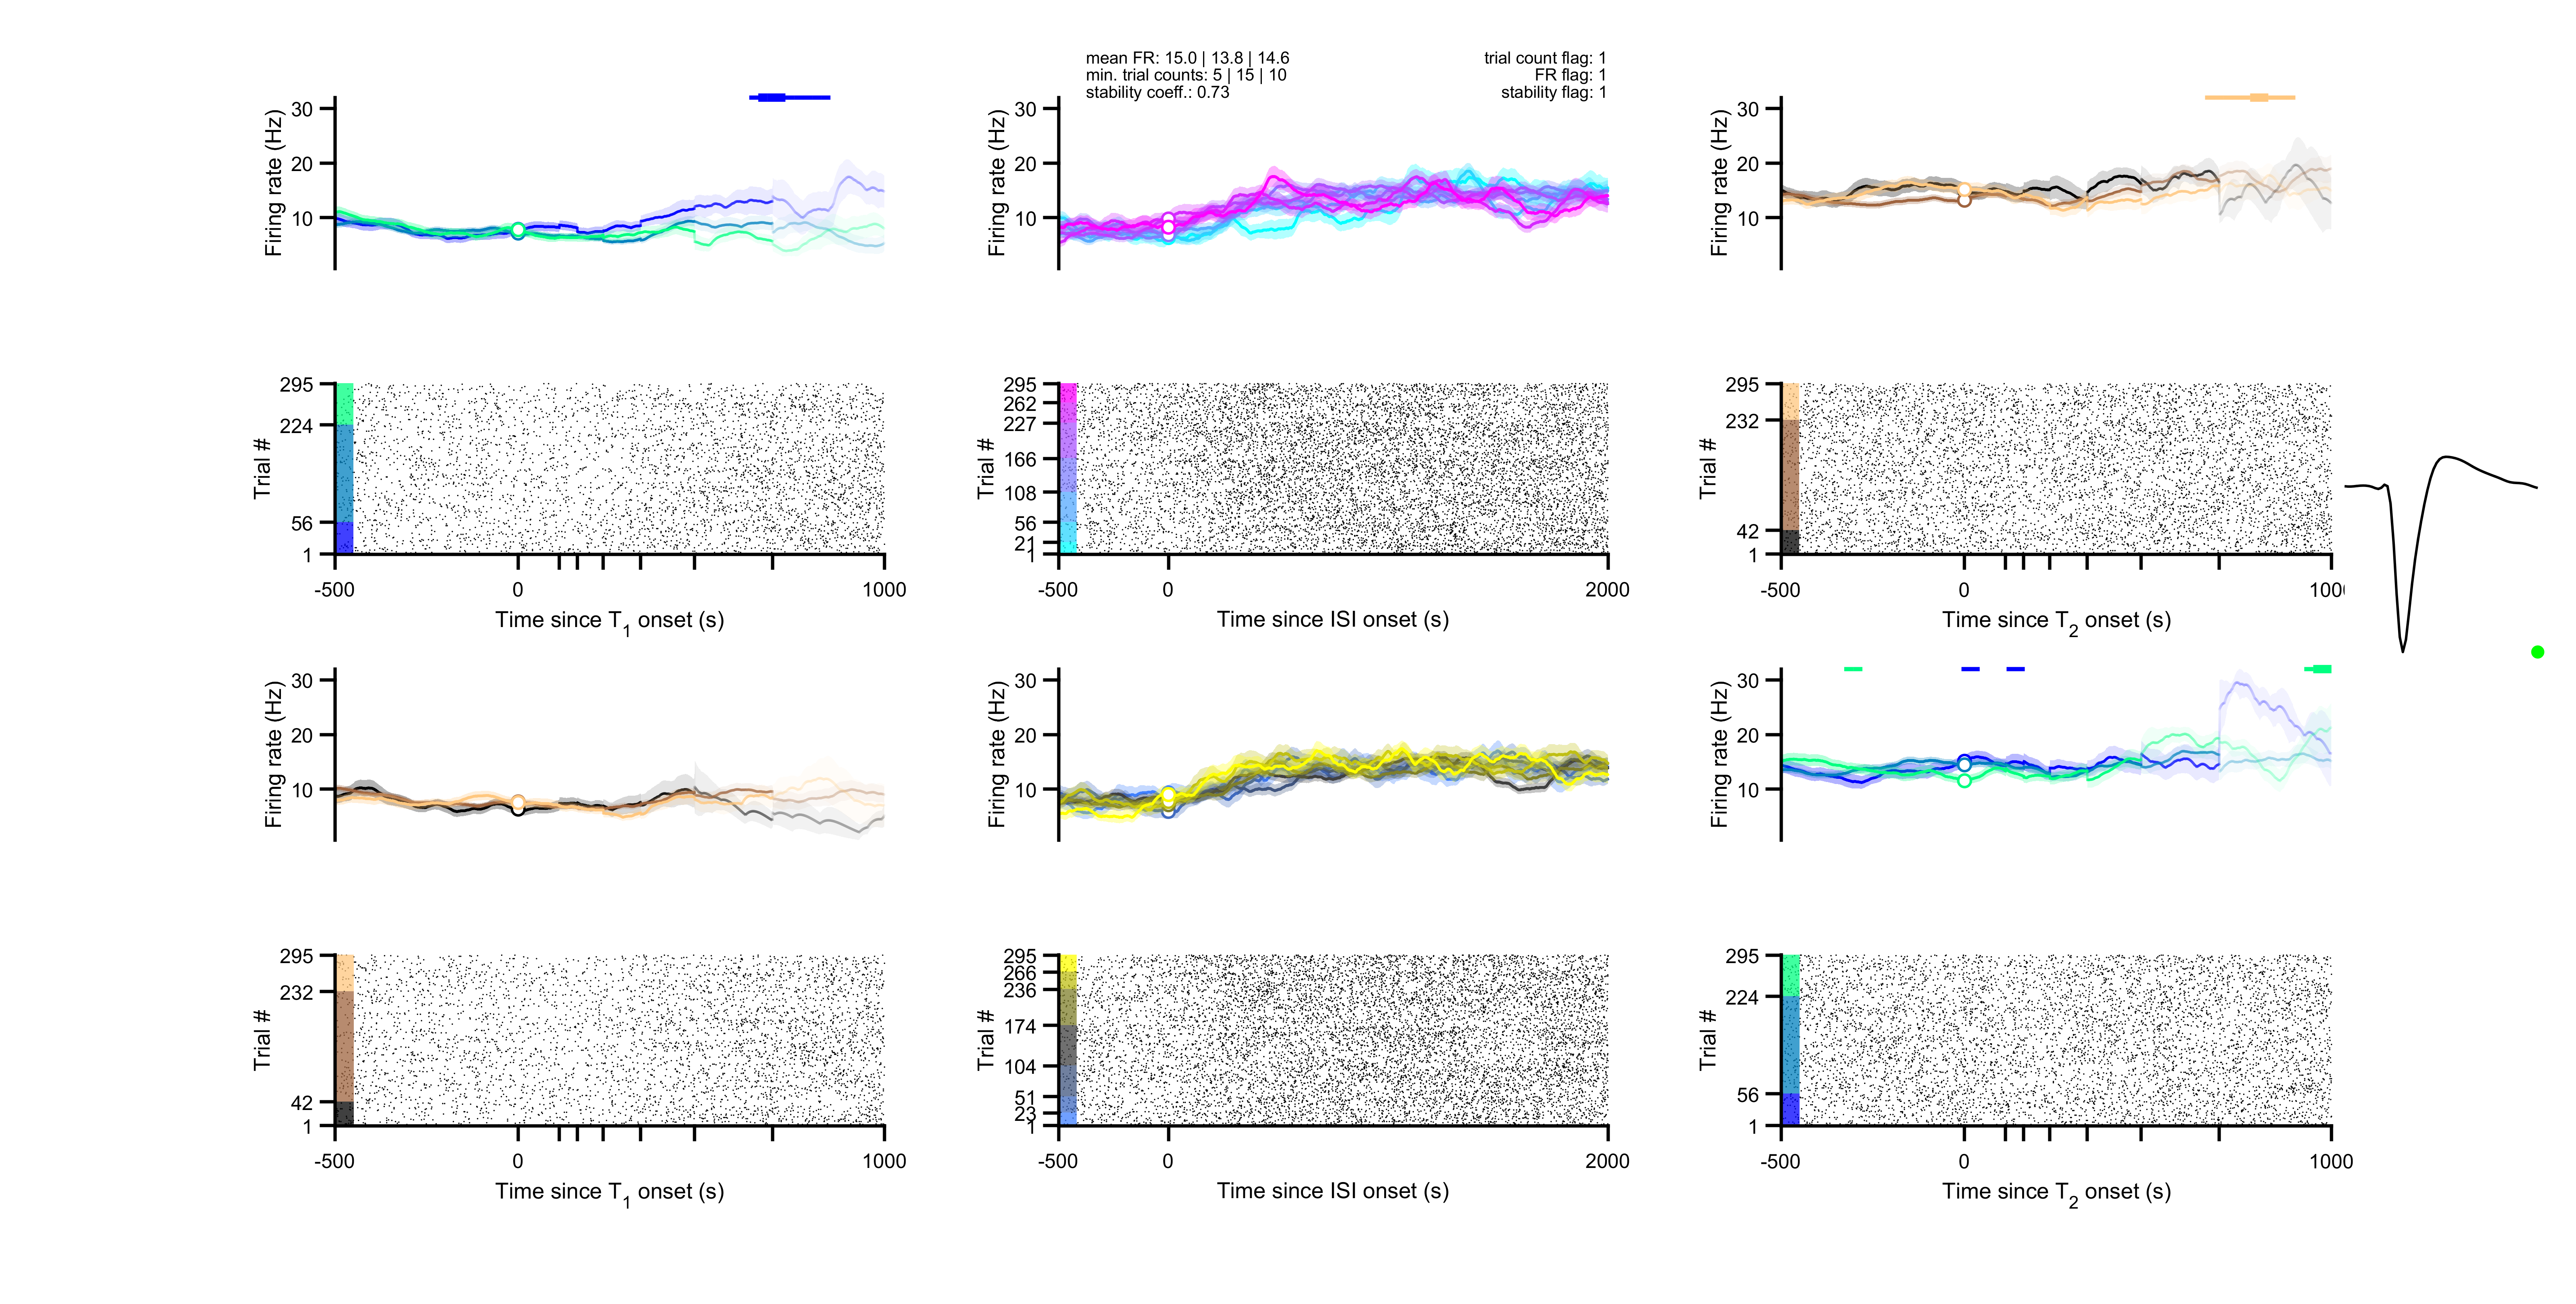 mean FR: 15.0 | 13.8 | 14.6
min. trial counts: 5 | 15 | 10
stability coeff.: 0.73
trial count flag: 1
FR flag: 1
stability flag: 1
Firing rate (Hz)
30
20
10
Firing rate (Hz)
30
20
10
Firing rate (Hz)
30
20
10
Trial #
295
224
56
1
-500
0
1000
Time since T1 onset (s)
Trial #
295
262
227
166
108
56
21
1
-500
0
2000
Time since ISI onset (s)
Trial #
295
232
42
1
-500
0
100
Time since T2 onset (s)
Firing rate (Hz)
30
20
10
Firing rate (Hz)
30
20
10
Firing rate (Hz)
30
20
10
Trial #
295
232
42
1
-500
0
1000
Time since T1 onset (s)
Trial #
295
266
236
174
104
51
23
1
-500
0
2000
Time since ISI onset (s)
Trial #
295
224
56
1
-500
0
1000
Time since T2 onset (s)